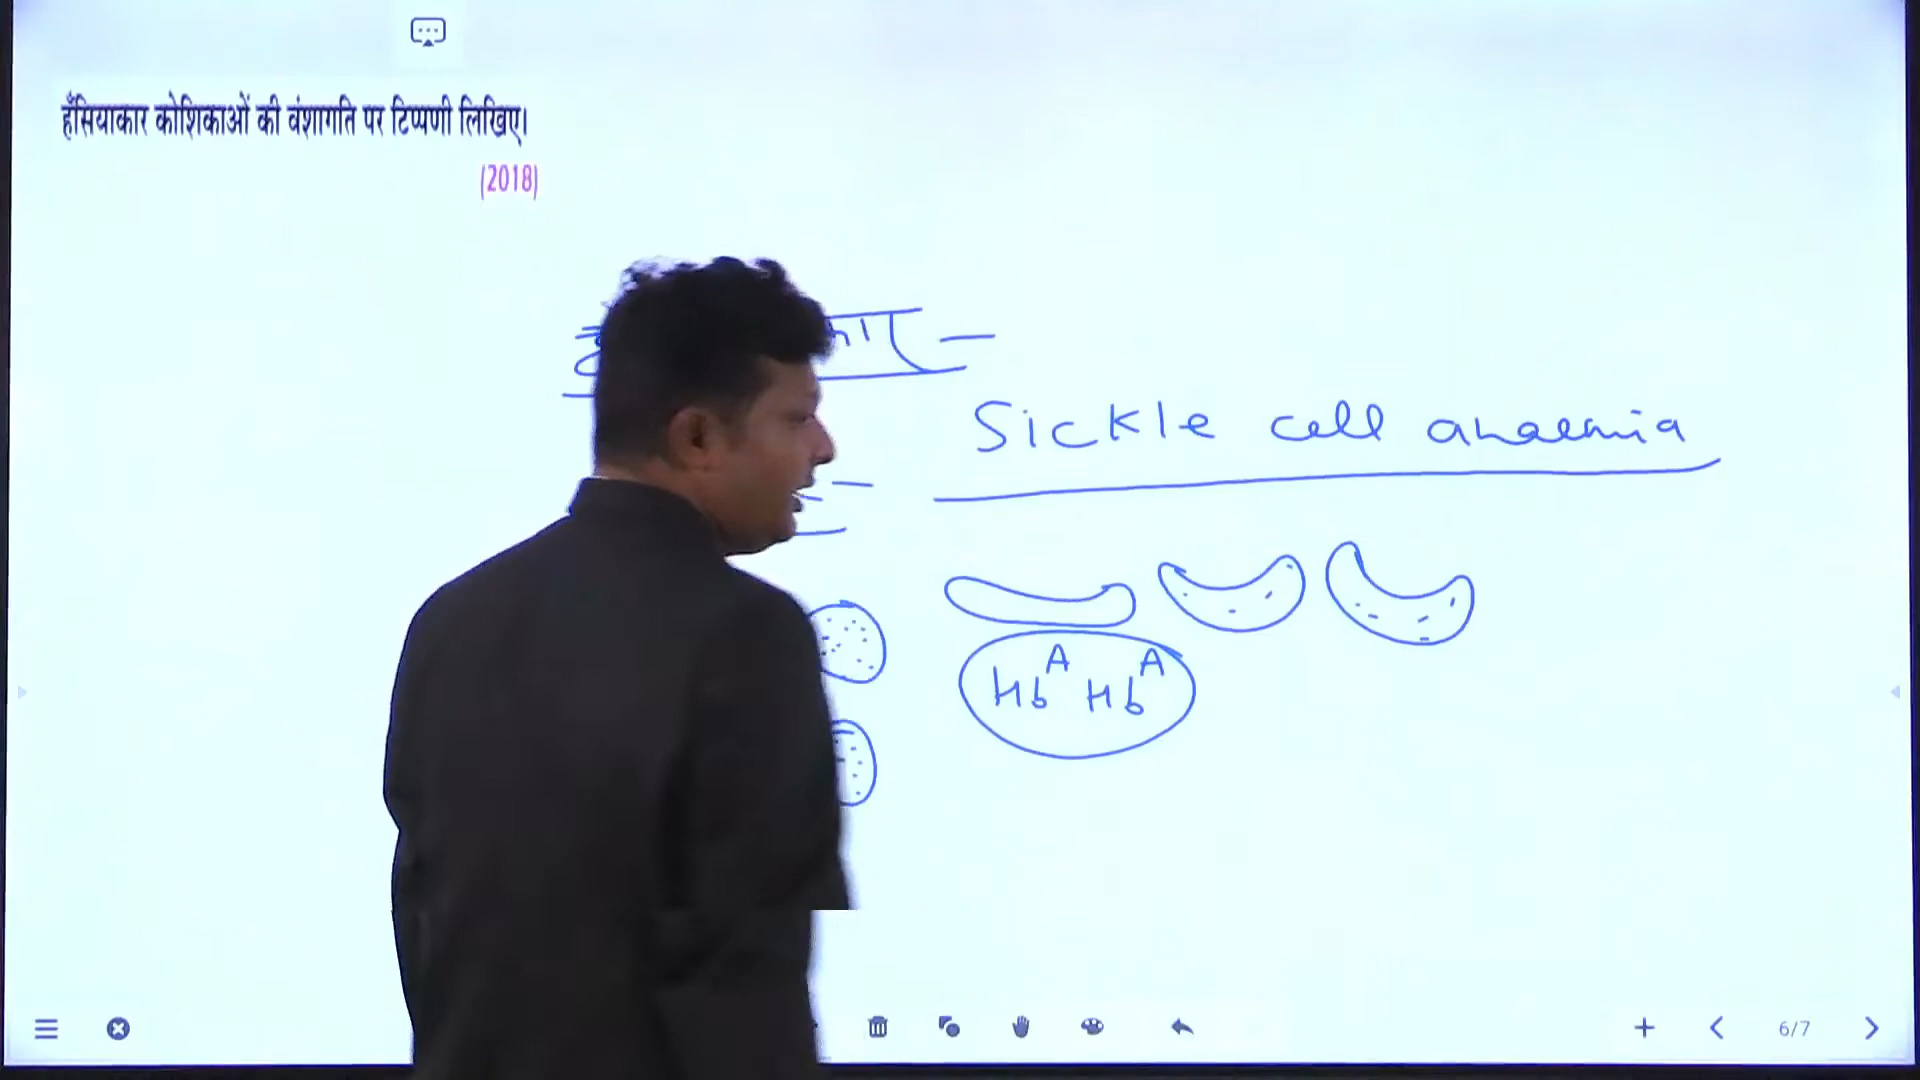 हँसियाकार कोशिकाओं की वंशागति पर टिप्पणी लिखिए।
(2018)
Sickle cell anaemia
Hb^A Hb^A
6/7